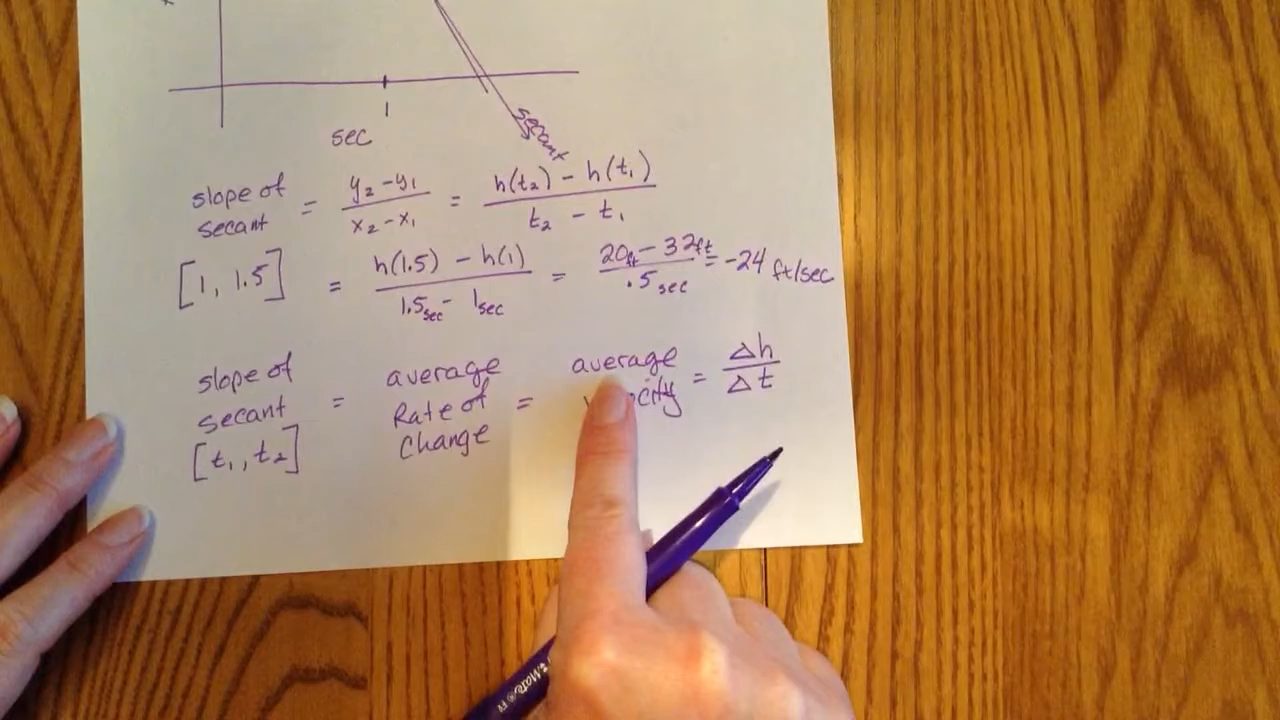 1
sec
secant
slope of secant = y₂ - y₁ / x₂ - x₁ = h(t₂) - h(t₁) / t₂ - t₁
[1, 1.5] = h(1.5) - h(1) / 1.5sec - 1sec = 20ft - 32ft / .5sec = -24 ft/sec
slope of secant [t₁, t₂] = average Rate of Change = average = Δh / Δt